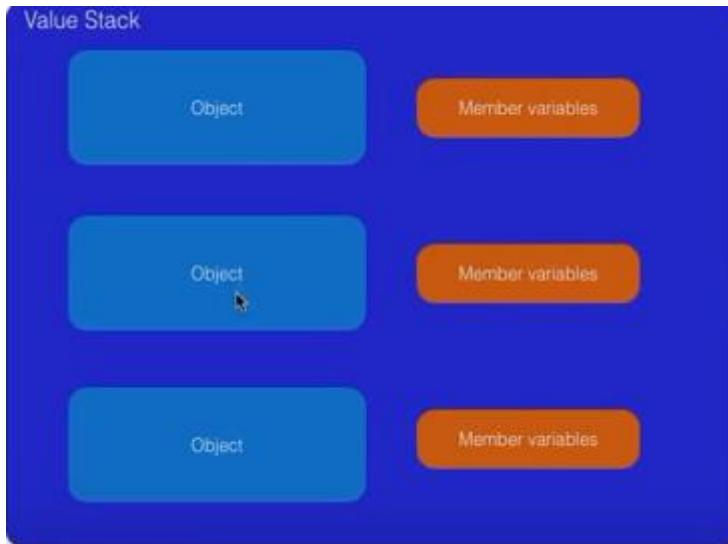 Value Stack
Object
Member variables
Object
Member variables
Object
Member variables